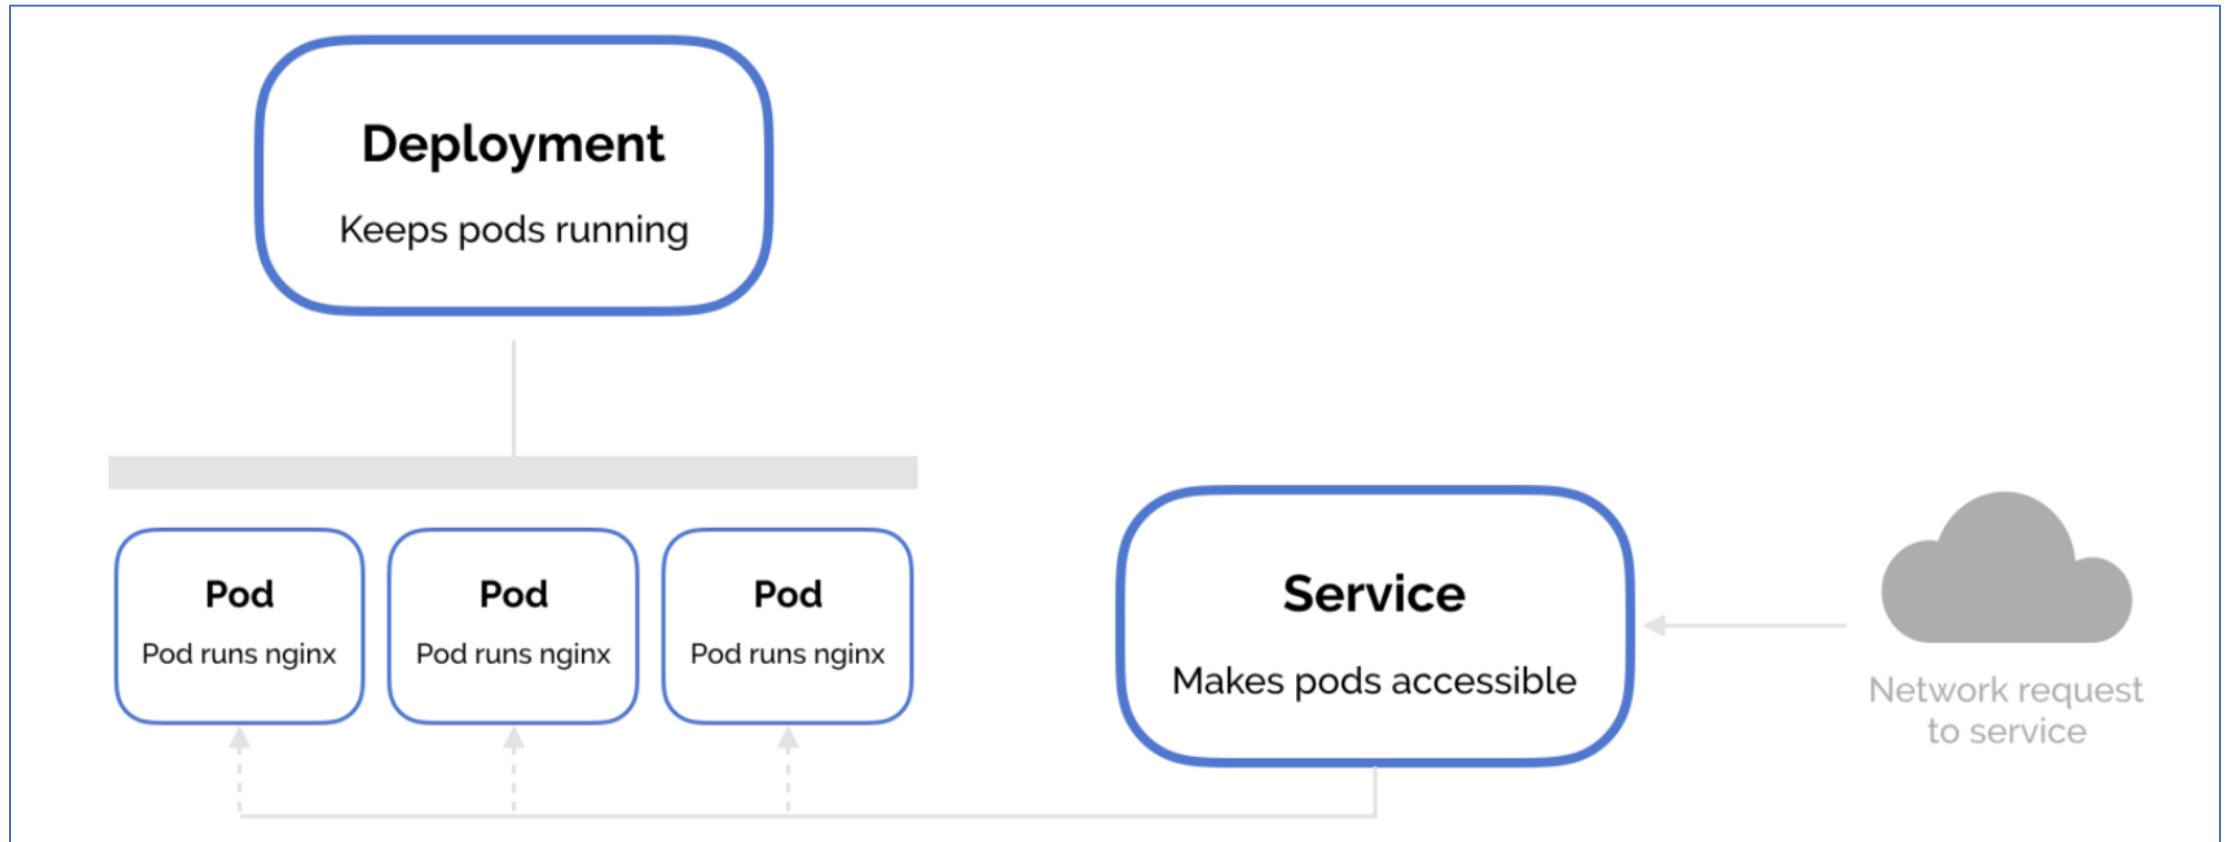 Deployment
Keeps pods running
Pod
Pod runs nginx
Pod
Pod runs nginx
Pod
Pod runs nginx
Service
Makes pods accessible
Network request
to service